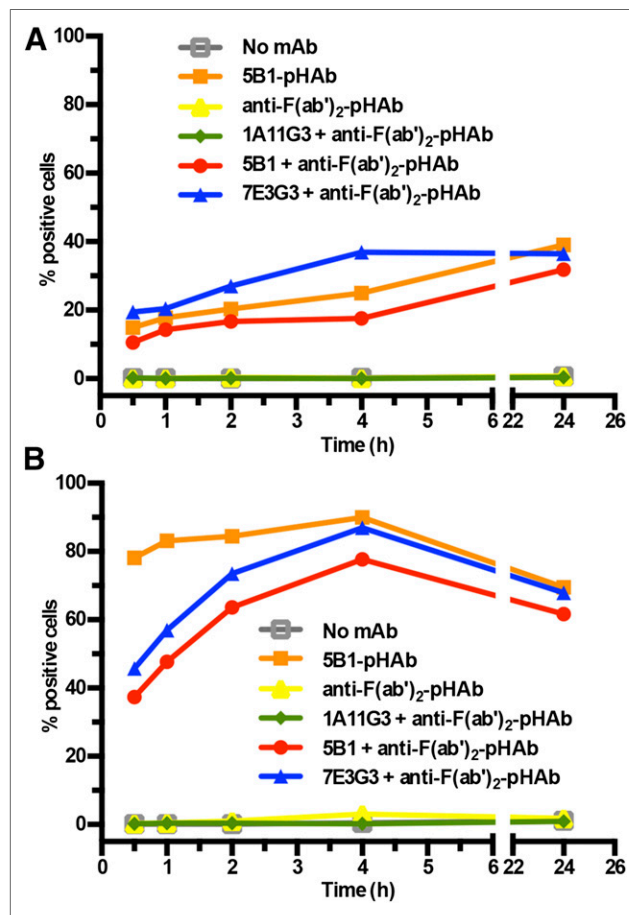 A
100
80
60
40
20
0
% positive cells
No mAb
5B1-pHAb
anti-F(ab')2-pHAb
1A11G3 + anti-F(ab')2-pHAb
5B1 + anti-F(ab')2-pHAb
7E3G3 + anti-F(ab')2-pHAb
0 1 2 3 4 5 6 22 24 26
Time (h)
B
100
80
60
40
20
0
% positive cells
No mAb
5B1-pHAb
anti-F(ab')2-pHAb
1A11G3 + anti-F(ab')2-pHAb
5B1 + anti-F(ab')2-pHAb
7E3G3 + anti-F(ab')2-pHAb
0 1 2 3 4 5 6 22 24 26
Time (h)